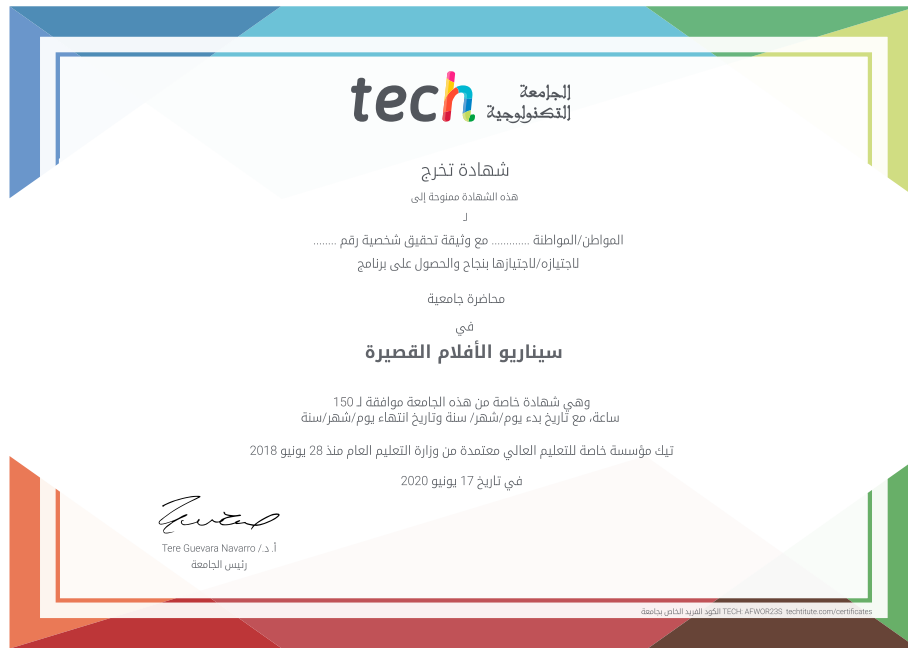 tech الجامعة
التكنولوجية
شهادة تخرج
هذه الشهادة ممنوحة إلى
لـ
المواطن/المواطنة ............. مع وثيقة تحقيق شخصية رقم ........
لاجتيازه/لاجتيازها بنجاح والحصول على برنامج
محاضرة جامعية
في
سيناريو الأفلام القصيرة
وهي شهادة خاصة من هذه الجامعة موافقة لـ 150
ساعة، مع تاريخ بدء يوم/شهر/ سنة وتاريخ انتهاء يوم/شهر/سنة
تيك مؤسسة خاصة للتعليم العالي معتمدة من وزارة التعليم العام منذ 28 يونيو 2018
في تاريخ 17 يونيو 2020
أ. د./ Tere Guevara Navarro
رئيس الجامعة
الكود الفريد الخاص بجامعة TECH: AFWOR23S techtitute.com/certificates